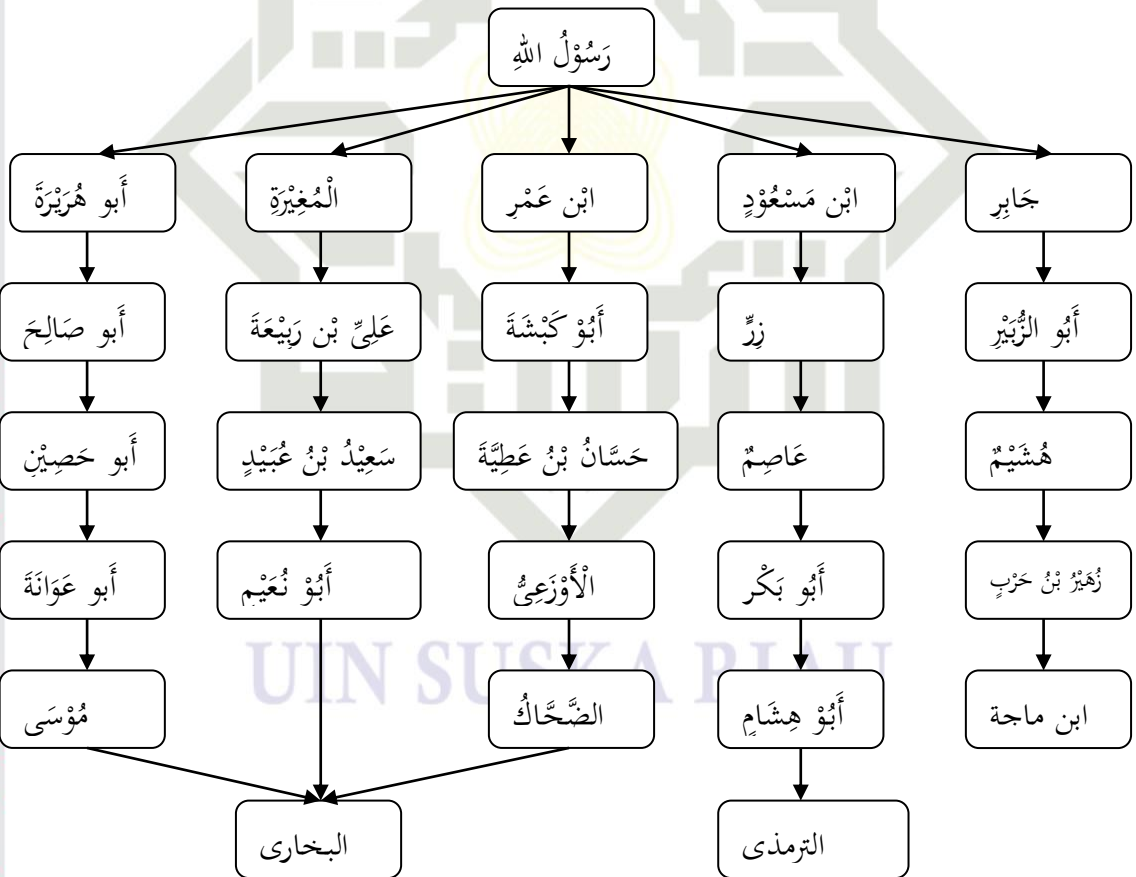 رَسُوْلُ اللهِ
جَابِرِ
ابْن مَسْعُوْدٍ
ابْن عَمْرِ
الْمُغِيْرَةِ
أَبو هُرَيْرَةَ
أَبُو الزُّبَيْرِ
زِرٍّ
أَبُوْ كَبْشَةَ
عَلِىِّ بْن رَبِيْعَةَ
أَبو صَالِحَ
هُشَيْمٌ
عَاصِمٌ
حَسَّانُ بْنُ عَطِيَّةَ
سَعِيْدُ بْنُ عُبَيْدٍ
أَبو حَصِيْنٍ
زُهَيْرُ بْنُ حَرْبٍ
أَبُو بَكْر
الْأَوْزَعِىُّ
أَبُوْ نُعَيْمٍ
أَبو عَوَانَةَ
ابن ماجة
أَبُوْ هِشَامٍ
الضَّحَّاكُ
مُوْسَى
الترمذى
البخارى
UIN SUSKA RIAU